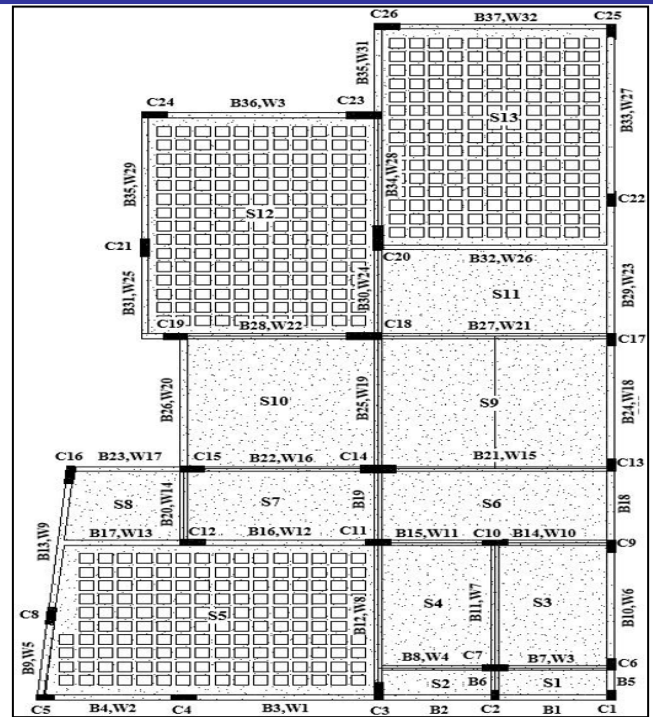 C26
B37,W32
C25
B35,W31
B33,W27
C24
B36,W3
C23
S13
B34,W28
B35,W29
S12
C22
C21
C20
B32,W26
B31,W25
B30,W24
S11
B29,W23
C19
B28,W22
C18
B27,W21
C17
B26,W20
S10
B25,W19
S9
B24,W18
C16
B23,W17
C15
B22,W16
C14
B21,W15
C13
S8
B20,W14
S7
B19
S6
B18
B13,W9
B17,W13
C12
B16,W12
C11
B15,W11
C10
B14,W10
C9
C8
S5
B12,W8
S4
B11,W7
S3
B10,W6
B9,W5
B8,W4
C7
B7,W3
C6
S2
B6
S1
B5
C5
B4,W2
C4
B3,W1
C3
B2
C2
B1
C1